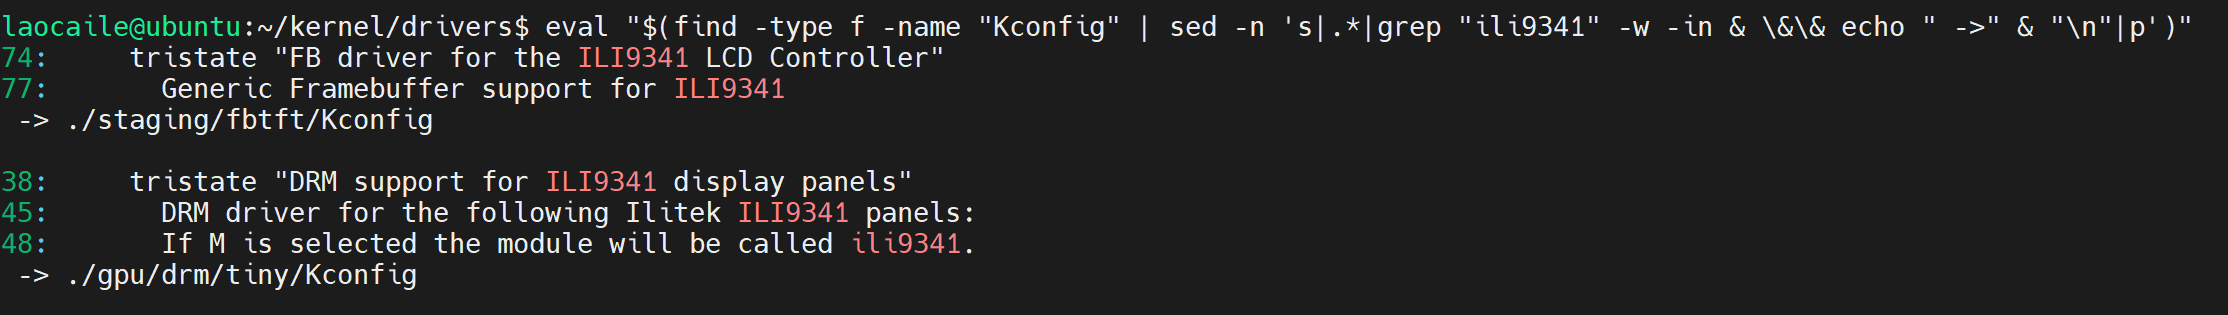 laocaile@ubuntu:~/kernel/drivers$ eval "$(find -type f -name "Kconfig" | sed -n 's|.*|grep "ili9341" -w -in & \&\& echo " ->" & "\n"|p')"
74:     tristate "FB driver for the ILI9341 LCD Controller"
77:       Generic Framebuffer support for ILI9341
 -> ./staging/fbtft/Kconfig

38:     tristate "DRM support for ILI9341 display panels"
45:       DRM driver for the following Ilitek ILI9341 panels:
48:       If M is selected the module will be called ili9341.
 -> ./gpu/drm/tiny/Kconfig